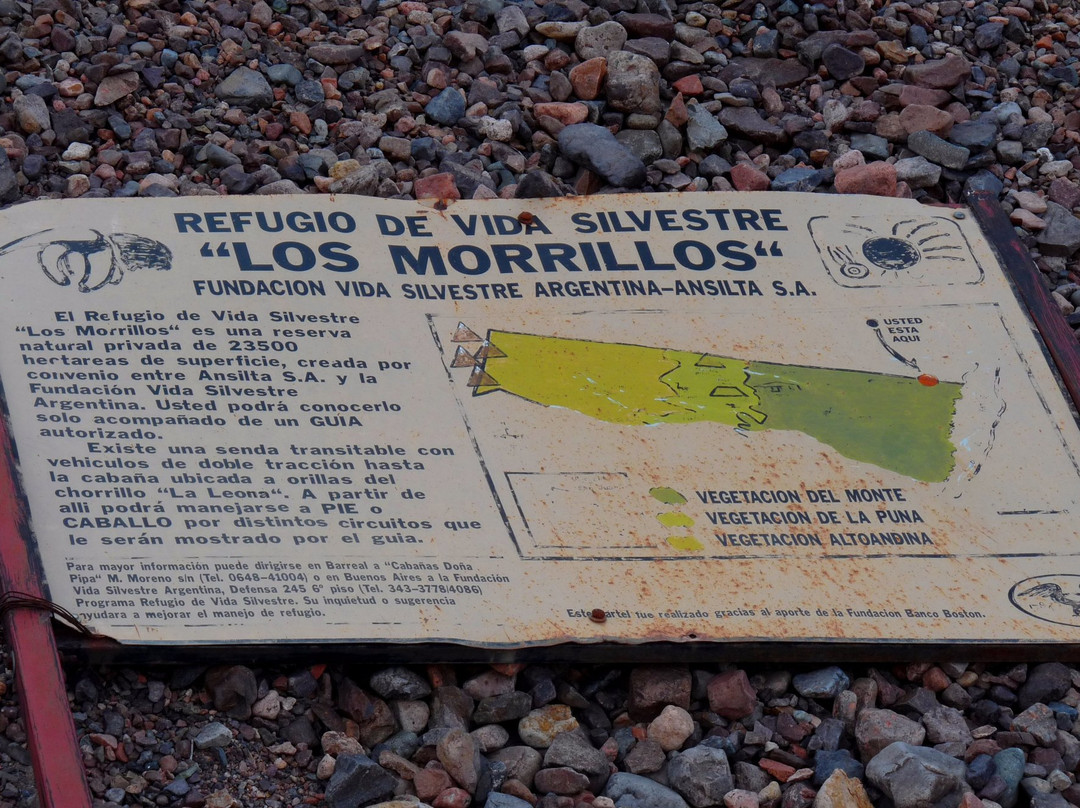 REFUGIO DE VIDA SILVESTRE
“LOS MORRILLOS“
FUNDACION VIDA SILVESTRE ARGENTINA-ANSILTA S.A.
El Refugio de Vida Silvestre
“Los Morrillos“ es una reserva
natural privada de 23500
hectareas de superficie, creada por
convenio entre Ansilta S.A. y la
Fundación Vida Silvestre
Argentina. Usted podrá conocerlo
solo acompañado de un GUIA
autorizado.
Existe una senda transitable con
vehiculos de doble tracción hasta
la cabaña ubicada a orillas del
chorrillo “La Leona“. A partir de
alli podrá manejarse a PIE o
CABALLO por distintos circuitos que
le serán mostrado por el guia.
Para mayor información puede dirigirse en Barreal a “Cabañas Doña
Pipa“ M. Moreno s/n (Tel. 0648-41004) o en Buenos Aires a la Fundación
Vida Silvestre Argentina, Defensa 245 6° piso (Tel. 343-3778/4086)
Programa Refugio de Vida Silvestre. Su inquietud o sugerencia
ayudara a mejorar el manejo de refugio.
USTED
ESTA
AQUI
VEGETACION DEL MONTE
VEGETACION DE LA PUNA
VEGETACION ALTOANDINA
Este cartel fue realizado gracias al aporte de la Fundacion Banco Boston.